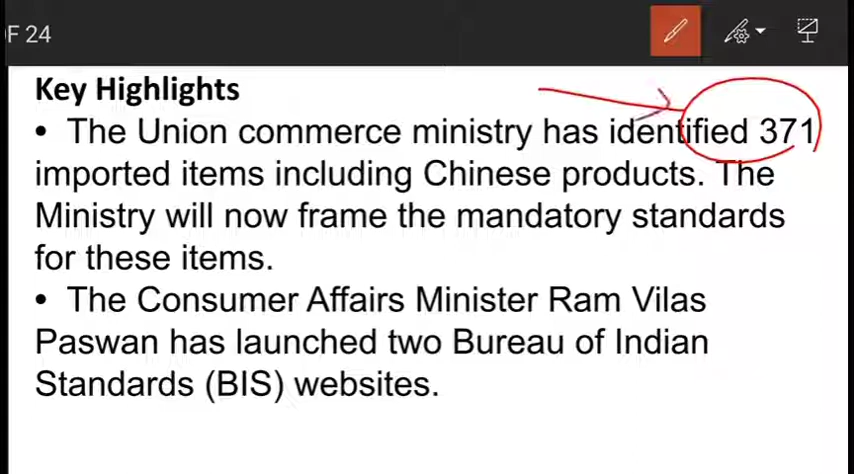 OF 24
Key Highlights
• The Union commerce ministry has identified 371
imported items including Chinese products. The
Ministry will now frame the mandatory standards
for these items.
• The Consumer Affairs Minister Ram Vilas
Paswan has launched two Bureau of Indian
Standards (BIS) websites.